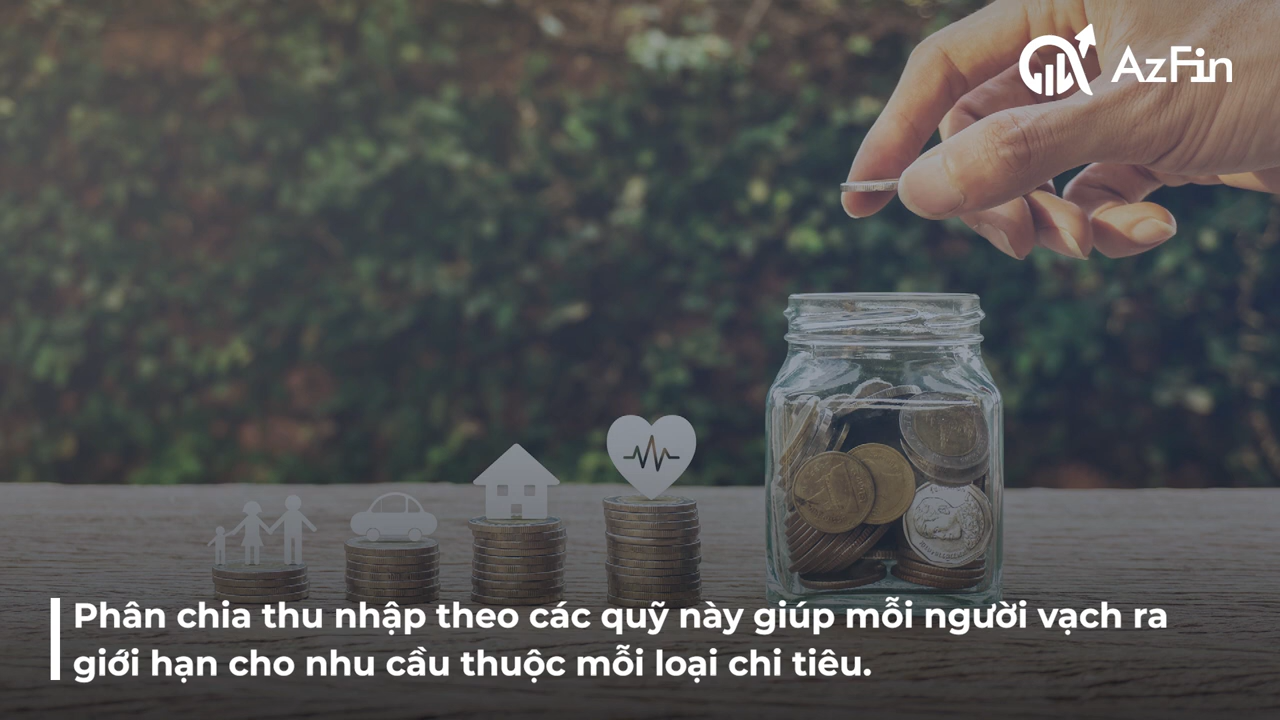 AzFin
Phân chia thu nhập theo các quỹ này giúp mỗi người vạch ra
giới hạn cho nhu cầu thuộc mỗi loại chi tiêu.